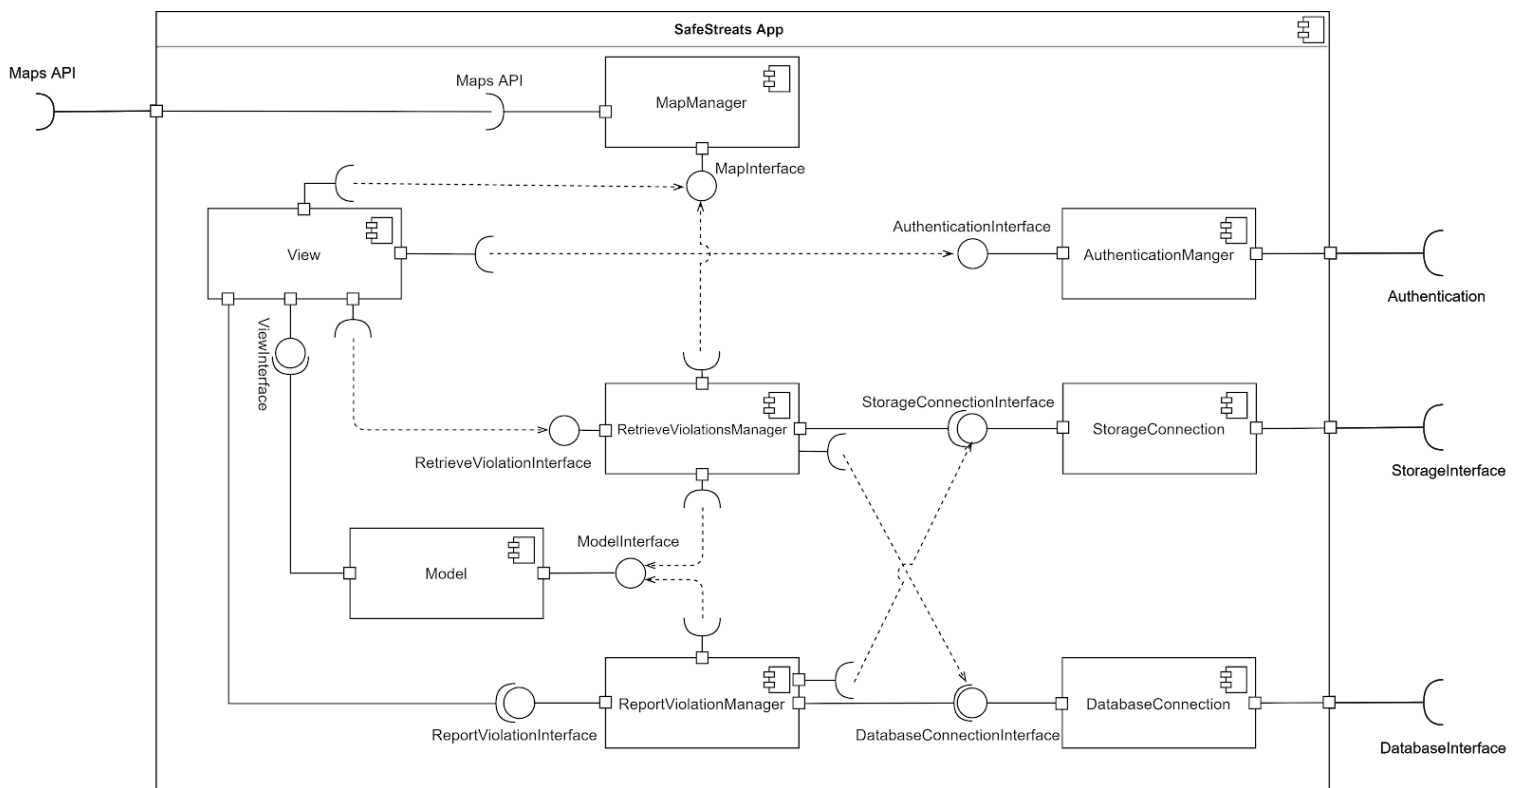 SafeStreats App
Maps API
Maps API
MapManager
MapInterface
AuthenticationInterface
View
AuthenticationManger
Authentication
ViewInterface
StorageConnectionInterface
RetrieveViolationsManager
StorageConnection
RetrieveViolationInterface
StorageInterface
ModelInterface
Model
ReportViolationManager
DatabaseConnection
ReportViolationInterface
DatabaseConnectionInterface
DatabaseInterface